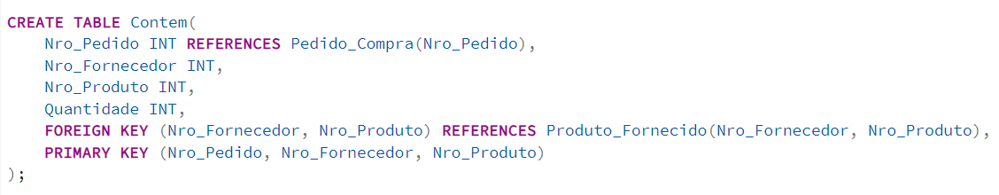 CREATE TABLE Contem(
    Nro_Pedido INT REFERENCES Pedido_Compra(Nro_Pedido),
    Nro_Fornecedor INT,
    Nro_Produto INT,
    Quantidade INT,
    FOREIGN KEY (Nro_Fornecedor, Nro_Produto) REFERENCES Produto_Fornecido(Nro_Fornecedor, Nro_Produto),
    PRIMARY KEY (Nro_Pedido, Nro_Fornecedor, Nro_Produto)
);